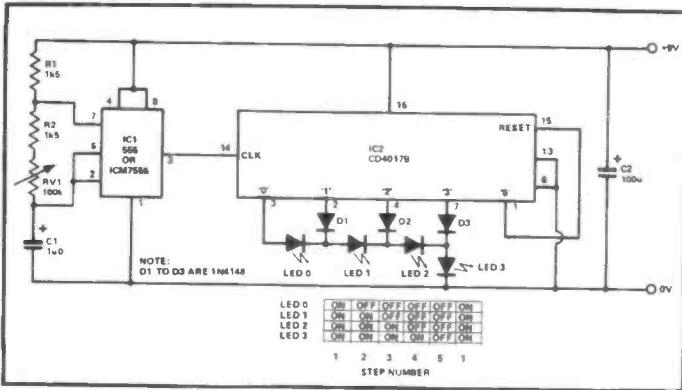 +9V
R1
1k5
4
8
16
7
R2
1k5
IC1
555
OR
ICM7555
6
2
3
14
CLK
IC2
CD4017B
RESET
15
13
8
C2
100u
+
RV1
100k
1
'0'
3
'1'
2
'2'
4
'3'
7
'5'
1
D1
D2
D3
+
C1
1u0
NOTE:
D1 TO D3 ARE 1N4148
LED 0
LED 1
LED 2
LED 3
0V
LED 0 ON OFF OFF OFF OFF ON
LED 1 ON ON OFF OFF OFF ON
LED 2 ON ON ON OFF OFF ON
LED 3 ON ON ON ON OFF ON
1 2 3 4 5 1
STEP NUMBER